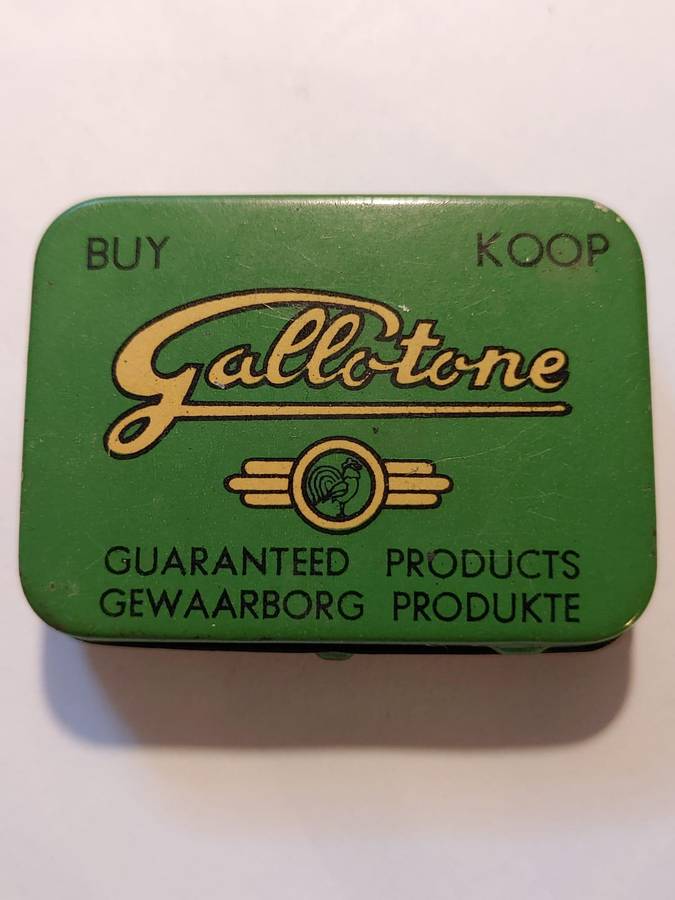 BUY KOOP
Gallotone
GUARANTEED PRODUCTS
GEWAARBORG PRODUKTE